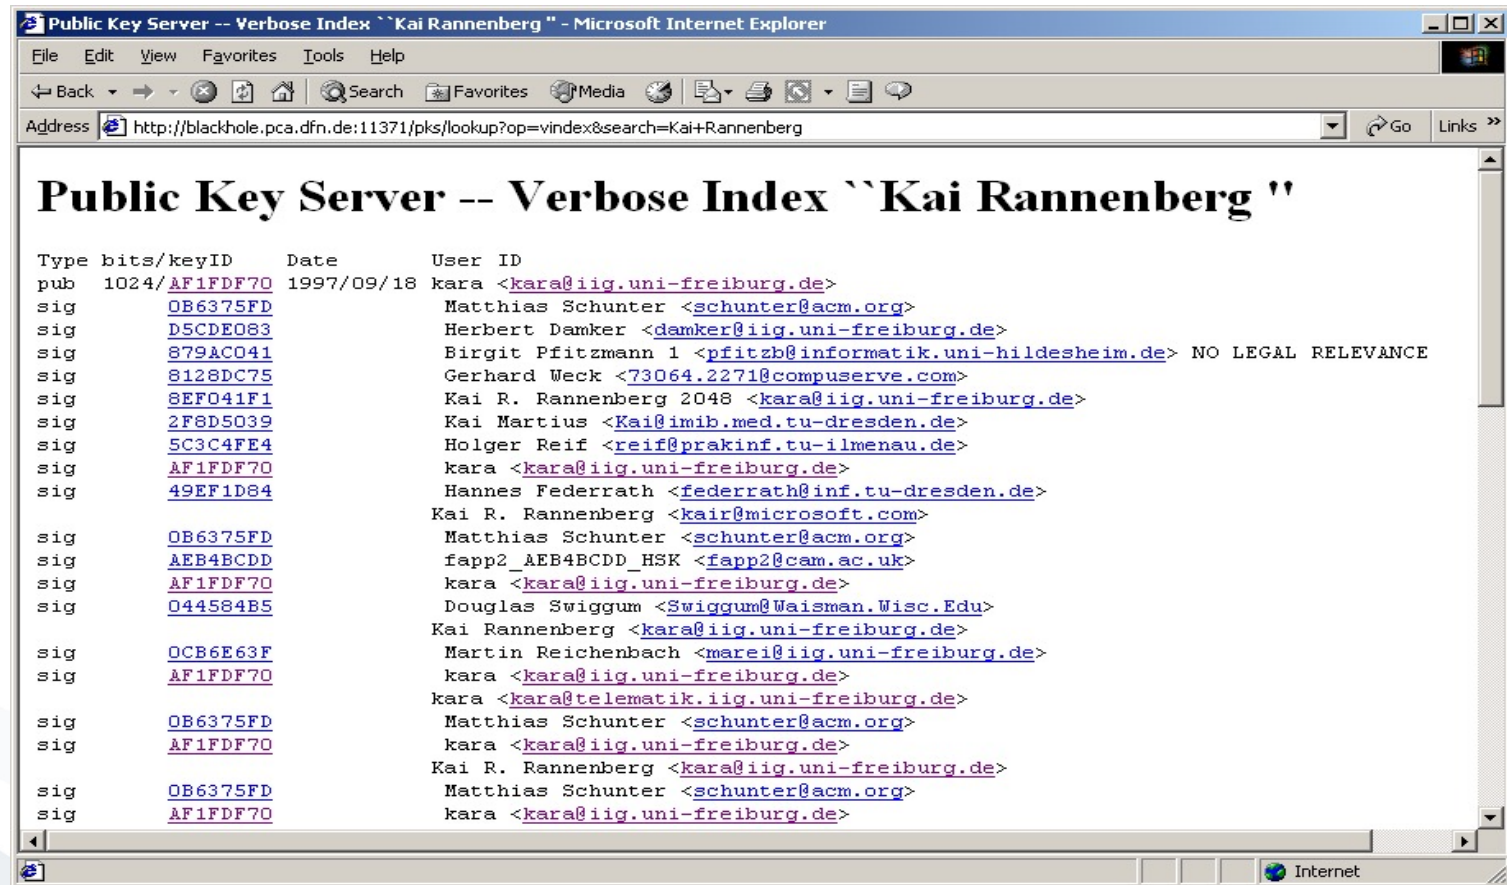 Public Key Server -- Verbose Index ``Kai Rannenberg '' - Microsoft Internet Explorer
File Edit View Favorites Tools Help
Back Search Favorites Media
Address http://blackhole.pca.dfn.de:11371/pks/lookup?op=vindex&search=Kai+Rannenberg Go Links »
Public Key Server -- Verbose Index ``Kai Rannenberg ''
Type bits/keyID Date User ID
pub 1024/AF1FDF70 1997/09/18 kara <kara@iig.uni-freiburg.de>
sig 0B6375FD Matthias Schunter <schunter@acm.org>
sig D5CDE083 Herbert Damker <damker@iig.uni-freiburg.de>
sig 879AC041 Birgit Pfitzmann 1 <pfitzb@informatik.uni-hildesheim.de> NO LEGAL RELEVANCE
sig 8128DC75 Gerhard Weck <73064.2271@compuserve.com>
sig 8EF041F1 Kai R. Rannenberg 2048 <kara@iig.uni-freiburg.de>
sig 2F8D5039 Kai Martius <Kai@imib.med.tu-dresden.de>
sig 5C3C4FE4 Holger Reif <reif@prakinf.tu-ilmenau.de>
sig AF1FDF70 kara <kara@iig.uni-freiburg.de>
sig 49EF1D84 Hannes Federrath <federrath@inf.tu-dresden.de>
Kai R. Rannenberg <kair@microsoft.com>
sig 0B6375FD Matthias Schunter <schunter@acm.org>
sig AEB4BCDD fapp2_AEB4BCDD_HSK <fapp2@cam.ac.uk>
sig AF1FDF70 kara <kara@iig.uni-freiburg.de>
sig 044584B5 Douglas Swiggum <Swiggum@Waisman.Wisc.Edu>
Kai Rannenberg <kara@iig.uni-freiburg.de>
sig 0CB6E63F Martin Reichenbach <marei@iig.uni-freiburg.de>
sig AF1FDF70 kara <kara@iig.uni-freiburg.de>
kara <kara@telematik.iig.uni-freiburg.de>
sig 0B6375FD Matthias Schunter <schunter@acm.org>
sig AF1FDF70 kara <kara@iig.uni-freiburg.de>
Kai R. Rannenberg <kara@iig.uni-freiburg.de>
sig 0B6375FD Matthias Schunter <schunter@acm.org>
sig AF1FDF70 kara <kara@iig.uni-freiburg.de>
Internet